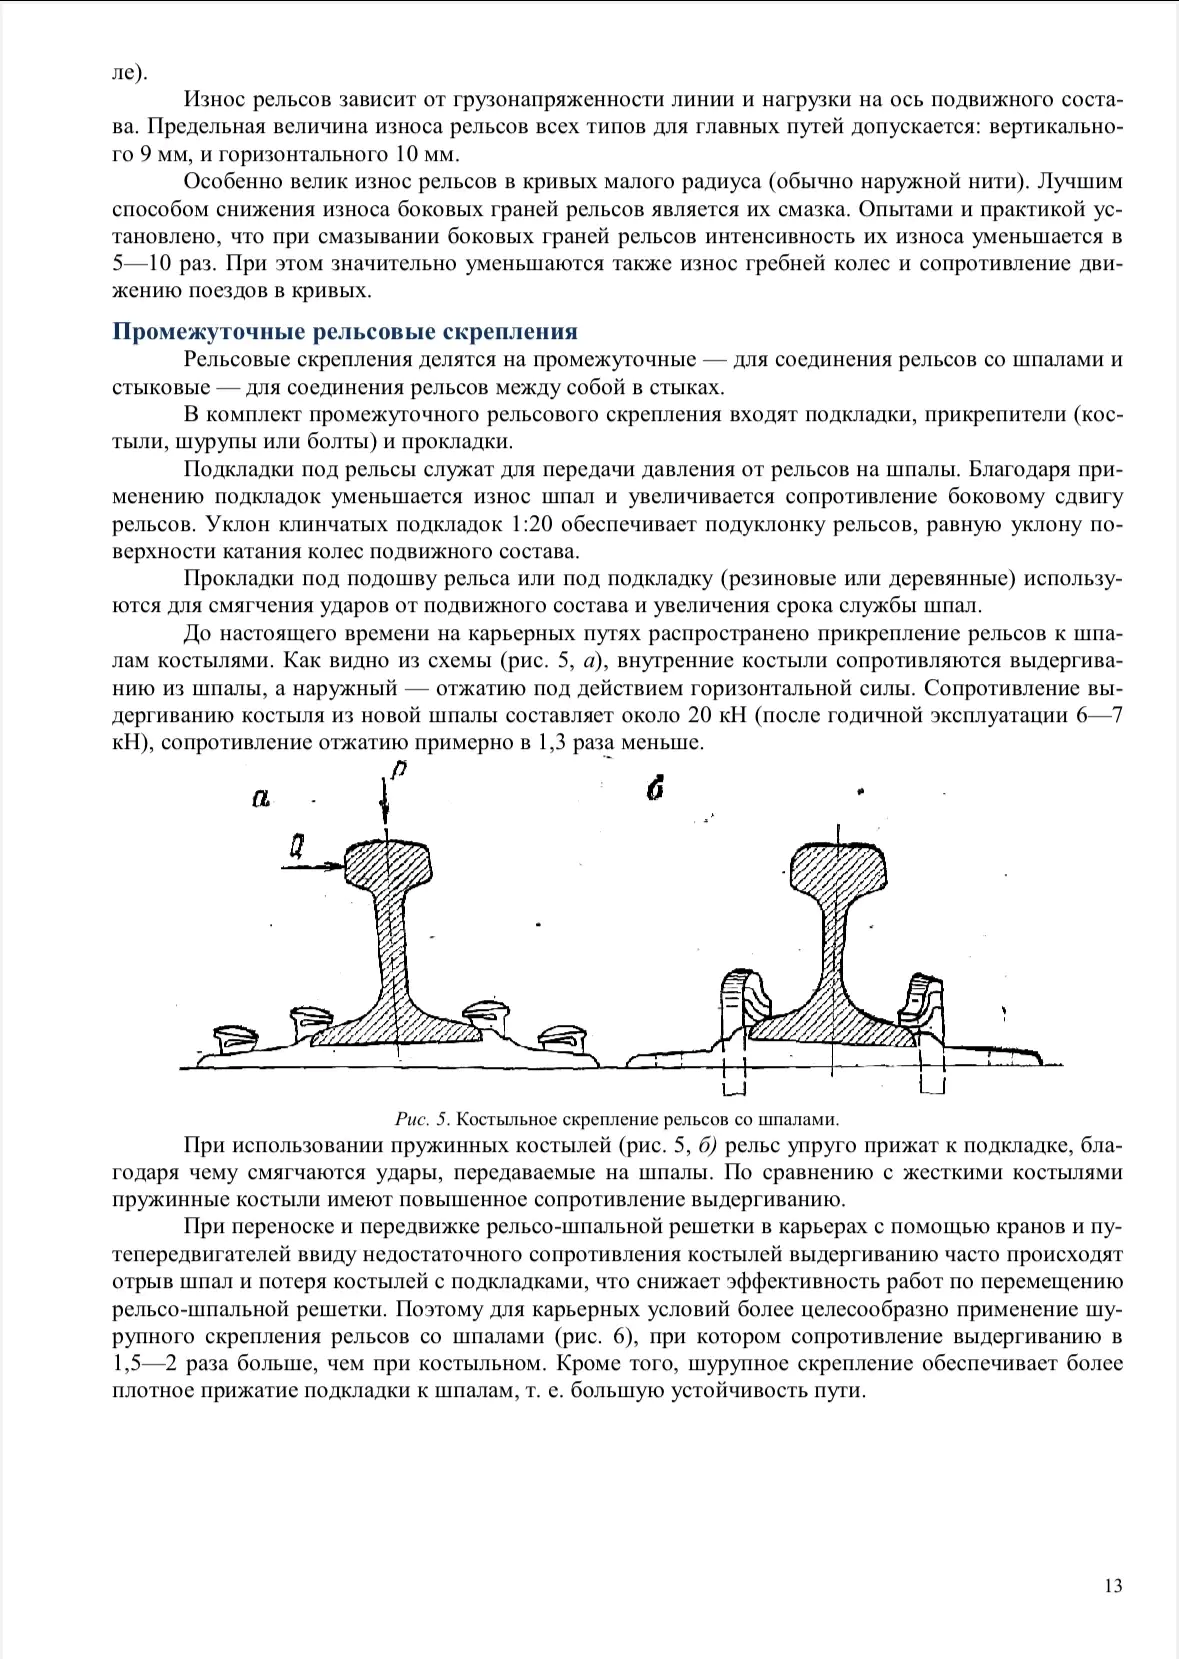 ле).
Износ рельсов зависит от грузонапряженности линии и нагрузки на ось подвижного соста-
ва. Предельная величина износа рельсов всех типов для главных путей допускается: вертикально-
го 9 мм, и горизонтального 10 мм.
Особенно велик износ рельсов в кривых малого радиуса (обычно наружной нити). Лучшим
способом снижения износа боковых граней рельсов является их смазка. Опытами и практикой ус-
тановлено, что при смазывании боковых граней рельсов интенсивность их износа уменьшается в
5—10 раз. При этом значительно уменьшаются также износ гребней колес и сопротивление дви-
жению поездов в кривых.
Промежуточные рельсовые скрепления
Рельсовые скрепления делятся на промежуточные — для соединения рельсов со шпалами и
стыковые — для соединения рельсов между собой в стыках.
В комплект промежуточного рельсового скрепления входят подкладки, прикрепители (кос-
тыли, шурупы или болты) и прокладки.
Подкладки под рельсы служат для передачи давления от рельсов на шпалы. Благодаря при-
менению подкладок уменьшается износ шпал и увеличивается сопротивление боковому сдвигу
рельсов. Уклон клинчатых подкладок 1:20 обеспечивает подуклонку рельсов, равную уклону по-
верхности катания колес подвижного состава.
Прокладки под подошву рельса или под подкладку (резиновые или деревянные) использу-
ются для смягчения ударов от подвижного состава и увеличения срока службы шпал.
До настоящего времени на карьерных путях распространено прикрепление рельсов к шпа-
лам костылями. Как видно из схемы (рис. 5, а), внутренние костыли сопротивляются выдергива-
нию из шпалы, а наружный — отжатию под действием горизонтальной силы. Сопротивление вы-
дергиванию костыля из новой шпалы составляет около 20 кН (после годичной эксплуатации 6—7
кН), сопротивление отжатию примерно в 1,3 раза меньше.
а P б
Q
Рис. 5. Костыльное скрепление рельсов со шпалами.
При использовании пружинных костылей (рис. 5, б) рельс упруго прижат к подкладке, бла-
годаря чему смягчаются удары, передаваемые на шпалы. По сравнению с жесткими костылями
пружинные костыли имеют повышенное сопротивление выдергиванию.
При переноске и передвижке рельсо-шпальной решетки в карьерах с помощью кранов и пу-
тепередвигателей ввиду недостаточного сопротивления костылей выдергиванию часто происходят
отрыв шпал и потеря костылей с подкладками, что снижает эффективность работ по перемещению
рельсо-шпальной решетки. Поэтому для карьерных условий более целесообразно применение шу-
рупного скрепления рельсов со шпалами (рис. 6), при котором сопротивление выдергиванию в
1,5—2 раза больше, чем при костыльном. Кроме того, шурупное скрепление обеспечивает более
плотное прижатие подкладки к шпалам, т. е. большую устойчивость пути.
13